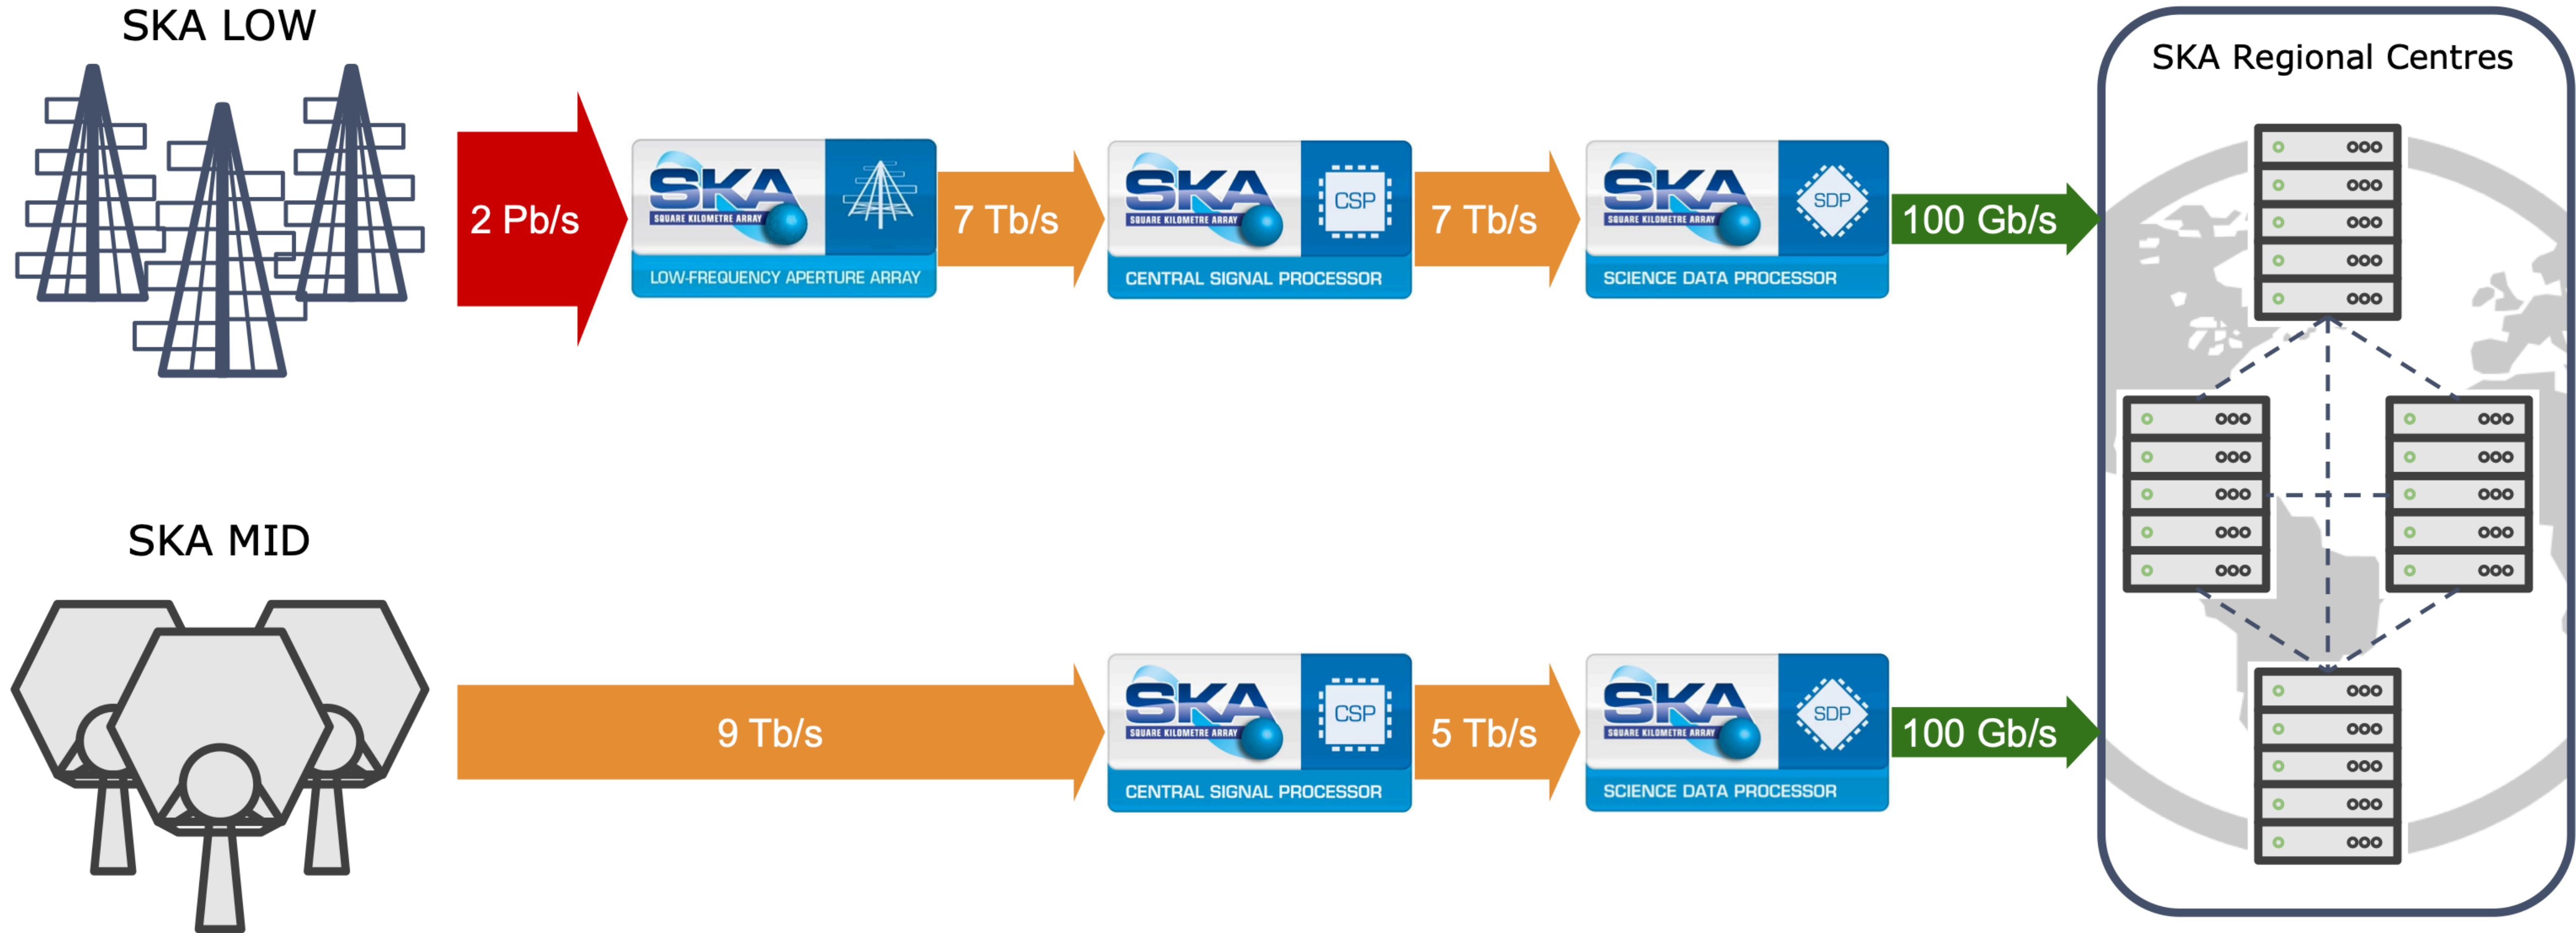 SKA LOW
2 Pb/s
SKA
SQUARE KILOMETRE ARRAY
LOW-FREQUENCY APERTURE ARRAY
7 Tb/s
SKA
SQUARE KILOMETRE ARRAY
CSP
CENTRAL SIGNAL PROCESSOR
7 Tb/s
SKA
SQUARE KILOMETRE ARRAY
SDP
SCIENCE DATA PROCESSOR
100 Gb/s
SKA Regional Centres
SKA MID
9 Tb/s
SKA
SQUARE KILOMETRE ARRAY
CSP
CENTRAL SIGNAL PROCESSOR
5 Tb/s
SKA
SQUARE KILOMETRE ARRAY
SDP
SCIENCE DATA PROCESSOR
100 Gb/s